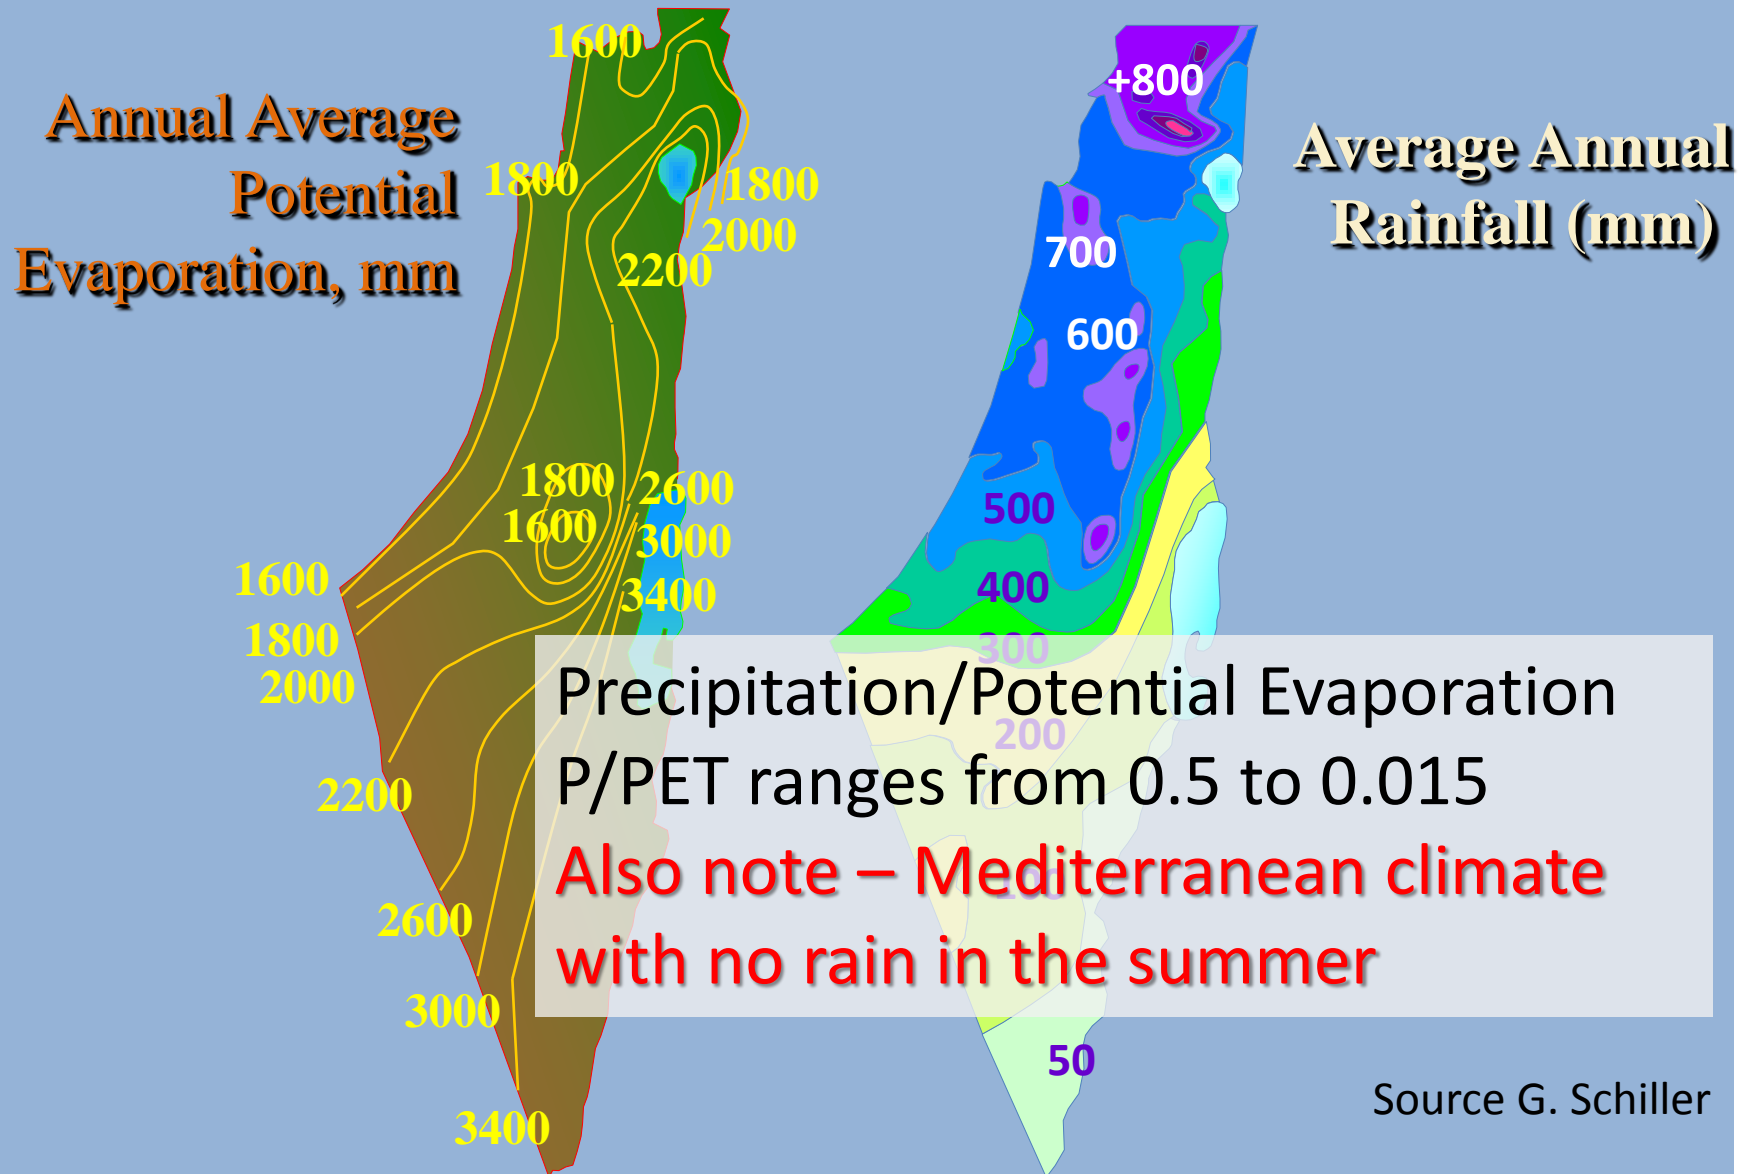 Annual Average
Potential
Evaporation, mm
1600
1800
1800
2000
2200
1800
1600
2600
3000
3400
1600
1800
2000
2200
2600
3000
3400
Average Annual
Rainfall (mm)
+800
700
600
500
400
300
200
100
50
Precipitation/Potential Evaporation
P/PET ranges from 0.5 to 0.015
Also note – Mediterranean climate
with no rain in the summer
Source G. Schiller